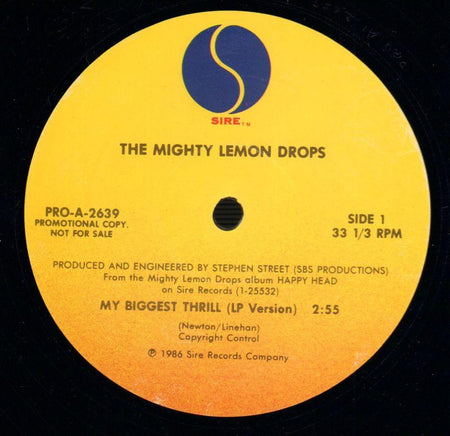 SIRE™
THE MIGHTY LEMON DROPS
PRO-A-2639
PROMOTIONAL COPY.
NOT FOR SALE
SIDE 1
33 1/3 RPM
PRODUCED AND ENGINEERED BY STEPHEN STREET (SBS PRODUCTIONS)
From the Mighty Lemon Drops album HAPPY HEAD
on Sire Records (1-25532)
MY BIGGEST THRILL (LP Version) 2:55
(Newton/Linehan)
Copyright Control
℗ 1986 Sire Records Company